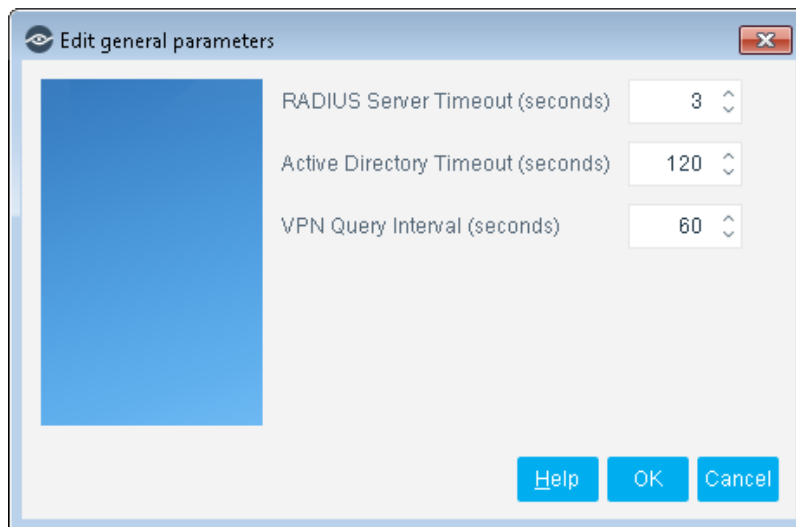 Edit general parameters
RADIUS Server Timeout (seconds) 3
Active Directory Timeout (seconds) 120
VPN Query Interval (seconds) 60
Help OK Cancel